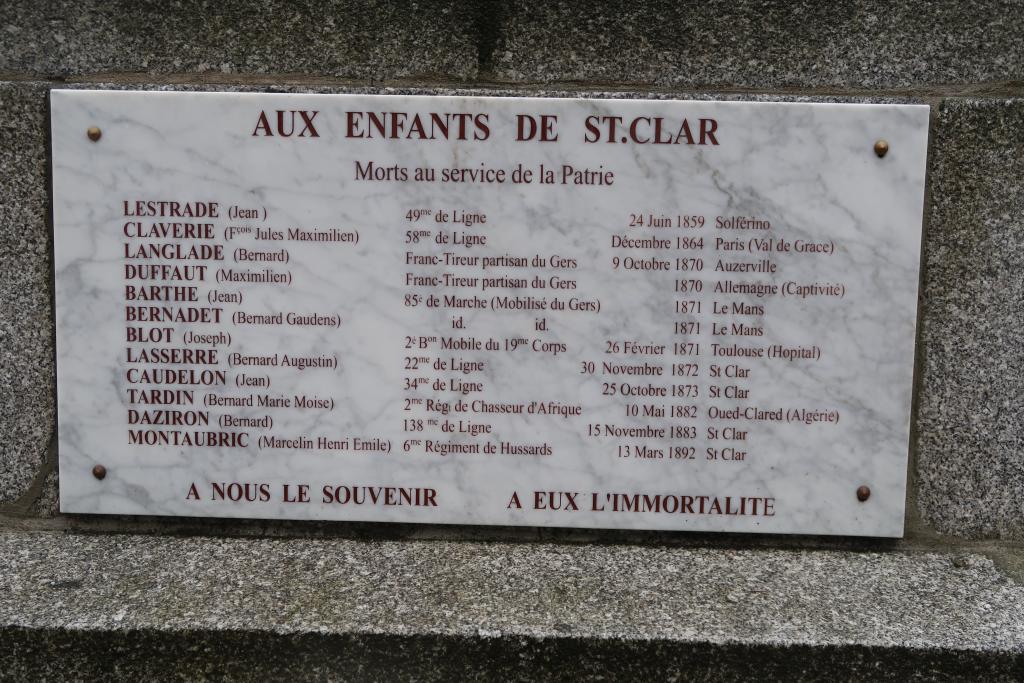 AUX ENFANTS DE ST.CLAR
Morts au service de la Patrie
LESTRADE (Jean ) 49me de Ligne 24 Juin 1859 Solférino
CLAVERIE (Fçois Jules Maximilien) 58me de Ligne Décembre 1864 Paris (Val de Grace)
LANGLADE (Bernard) Franc-Tireur partisan du Gers 9 Octobre 1870 Auzerville
DUFFAUT (Maximilien) Franc-Tireur partisan du Gers 1870 Allemagne (Captivité)
BARTHE (Jean) 85e de Marche (Mobilisé du Gers) 1871 Le Mans
BERNADET (Bernard Gaudens) id. id. 1871 Le Mans
BLOT (Joseph) 2e Bon Mobile du 19me Corps 26 Février 1871 Toulouse (Hopital)
LASSERRE (Bernard Augustin) 22me de Ligne 30 Novembre 1872 St Clar
CAUDELON (Jean) 34me de Ligne 25 Octobre 1873 St Clar
TARDIN (Bernard Marie Moise) 2me Rég. de Chasseur d'Afrique 10 Mai 1882 Oued-Clared (Algérie)
DAZIRON (Bernard) 138 me de Ligne 15 Novembre 1883 St Clar
MONTAUBRIC (Marcelin Henri Emile) 6me Régiment de Hussards 13 Mars 1892 St Clar
A NOUS LE SOUVENIR A EUX L'IMMORTALITE